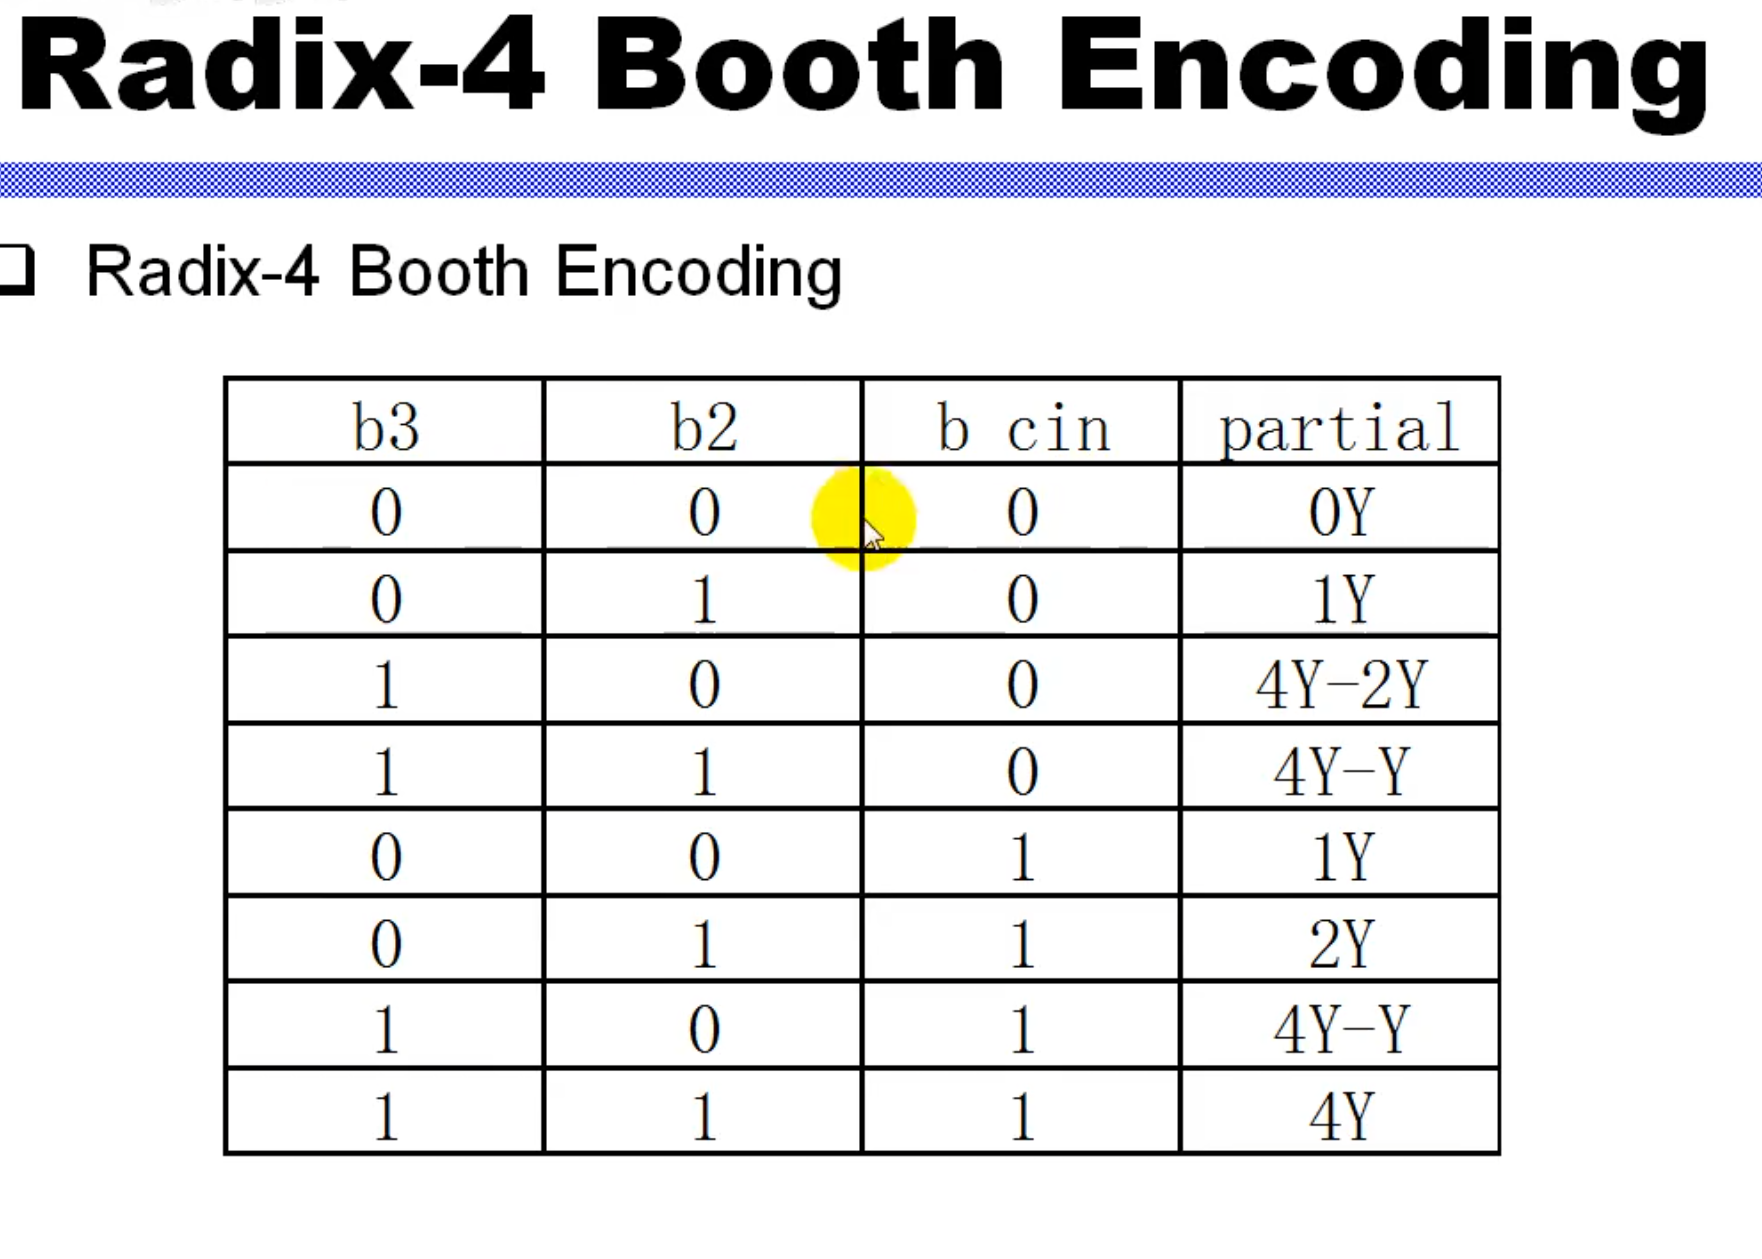 Radix-4 Booth Encoding
Radix-4 Booth Encoding
b3 b2 b cin partial
0 0 0 0Y
0 1 0 1Y
1 0 0 4Y-2Y
1 1 0 4Y-Y
0 0 1 1Y
0 1 1 2Y
1 0 1 4Y-Y
1 1 1 4Y